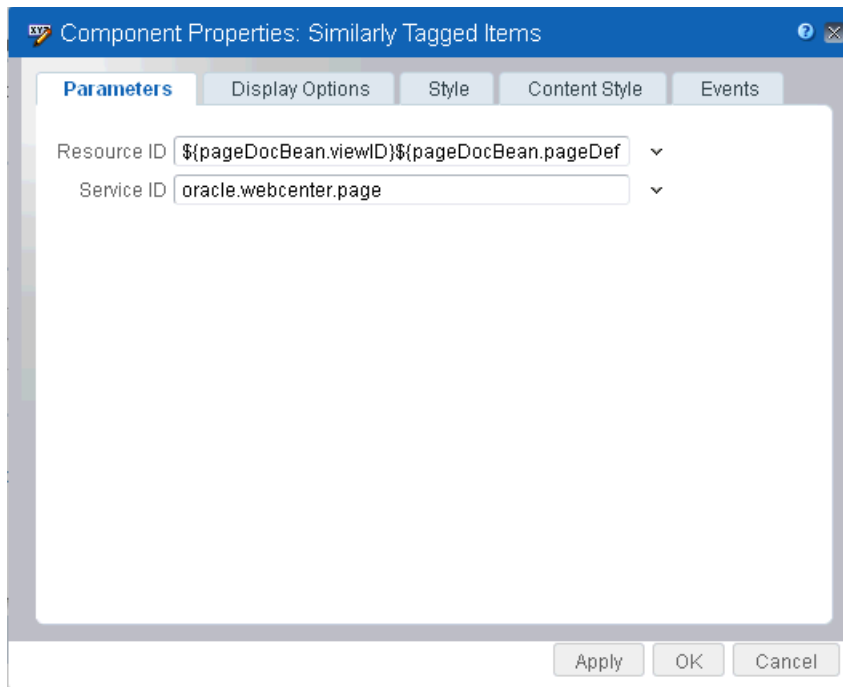 Component Properties: Similarly Tagged Items
Parameters Display Options Style Content Style Events
Resource ID ${pageDocBean.viewID}${pageDocBean.pageDef
Service ID oracle.webcenter.page
Apply OK Cancel